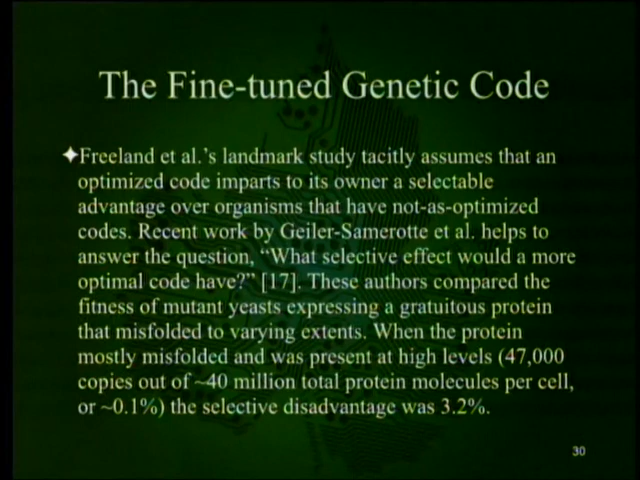 The Fine-tuned Genetic Code
✦Freeland et al.'s landmark study tacitly assumes that an
optimized code imparts to its owner a selectable
advantage over organisms that have not-as-optimized
codes. Recent work by Geiler-Samerotte et al. helps to
answer the question, “What selective effect would a more
optimal code have?” [17]. These authors compared the
fitness of mutant yeasts expressing a gratuitous protein
that misfolded to varying extents. When the protein
mostly misfolded and was present at high levels (47,000
copies out of ~40 million total protein molecules per cell,
or ~0.1%) the selective disadvantage was 3.2%.
30